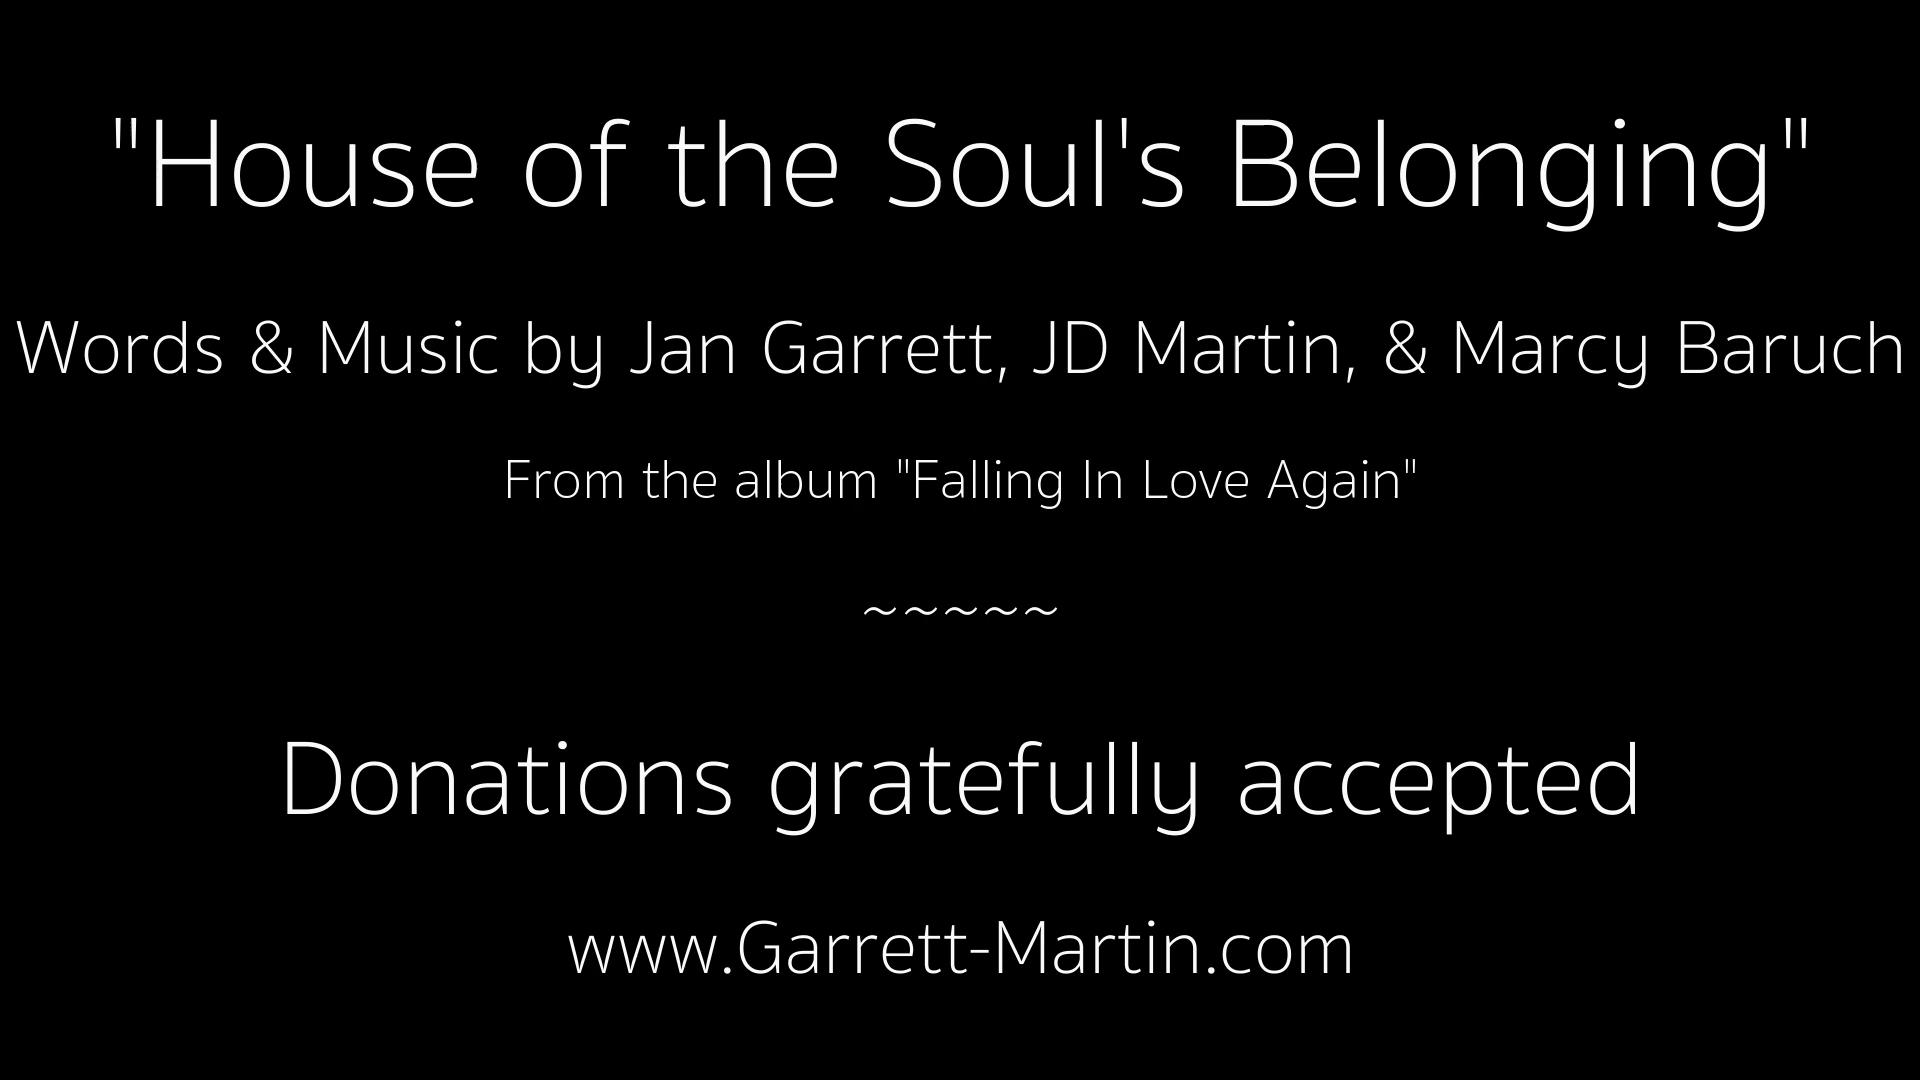 "House of the Soul's Belonging"
Words & Music by Jan Garrett, JD Martin, & Marcy Baruch
From the album "Falling In Love Again"
~~~~~
Donations gratefully accepted
www.Garrett-Martin.com